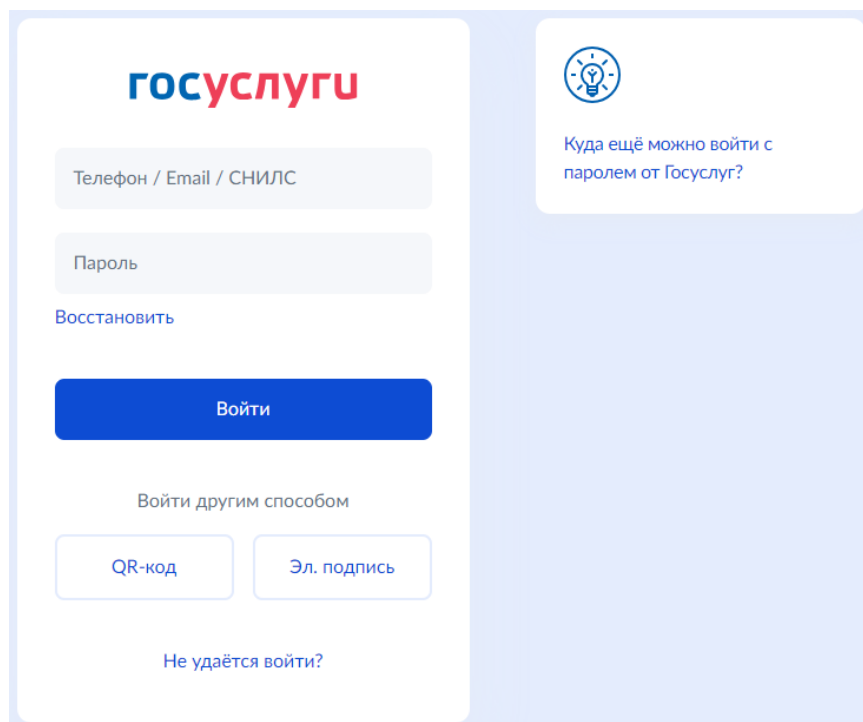 госуслуги
Телефон / Email / СНИЛС
Пароль
Восстановить
Войти
Войти другим способом
QR-код
Эл. подпись
Не удаётся войти?
Куда ещё можно войти с
паролем от Госуслуг?